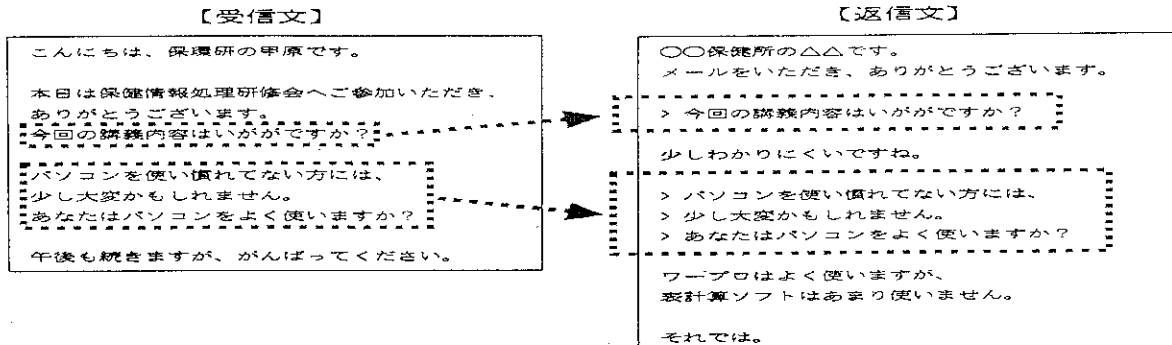 【受信文】
こんにちは、保環研の甲原です。
本日は保健情報処理研修会へご参加いただき、
ありがとうございます。
今回の講義内容はいががですか?
パソコンを使い慣れてない方には、
少し大変かもしれません。
あなたはパソコンをよく使いますか?
午後も続きますが、がんばってください。
【返信文】
○○保健所の△△です。
メールをいただき、ありがとうございます。
> 今回の講義内容はいががですか?
少しわかりにくいですね。
> パソコンを使い慣れてない方には、
> 少し大変かもしれません。
> あなたはパソコンをよく使いますか?
ワープロはよく使いますが、
表計算ソフトはあまり使いません。
それでは。